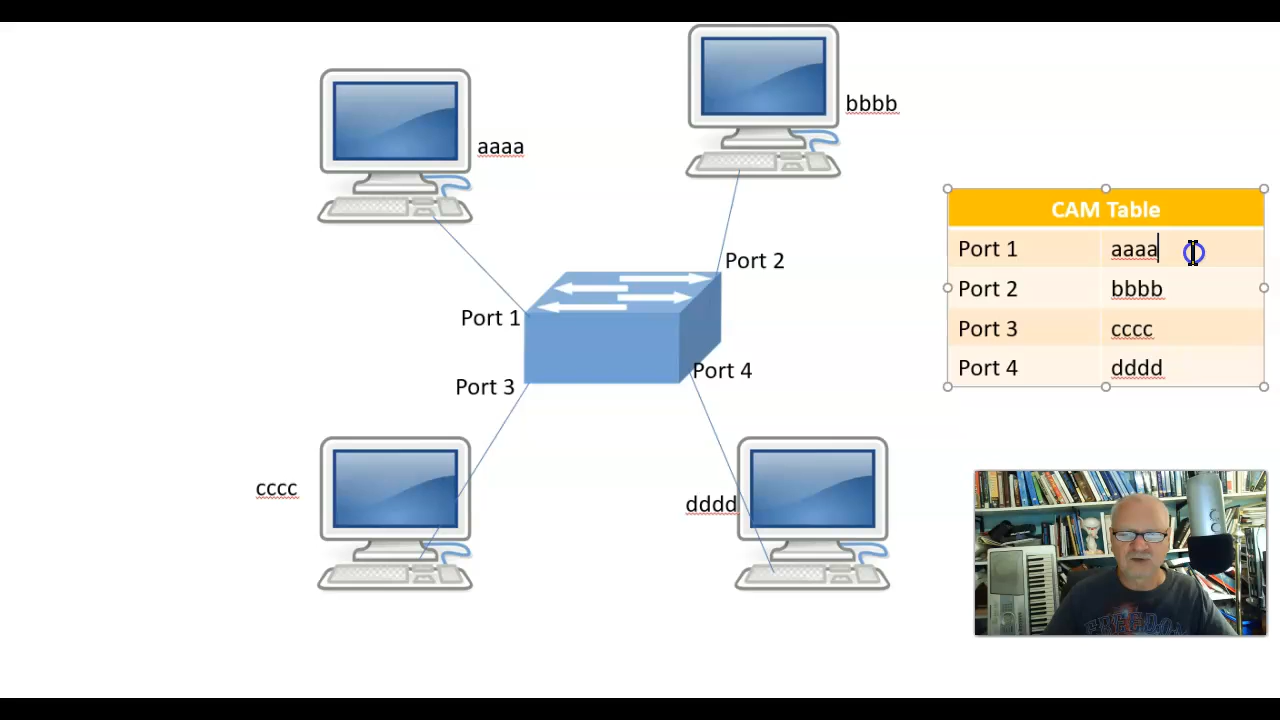 bbbb
aaaa
CAM Table
Port 1 aaaa
Port 2 bbbb
Port 3 cccc
Port 4 dddd
Port 2
Port 1
Port 4
Port 3
cccc
dddd